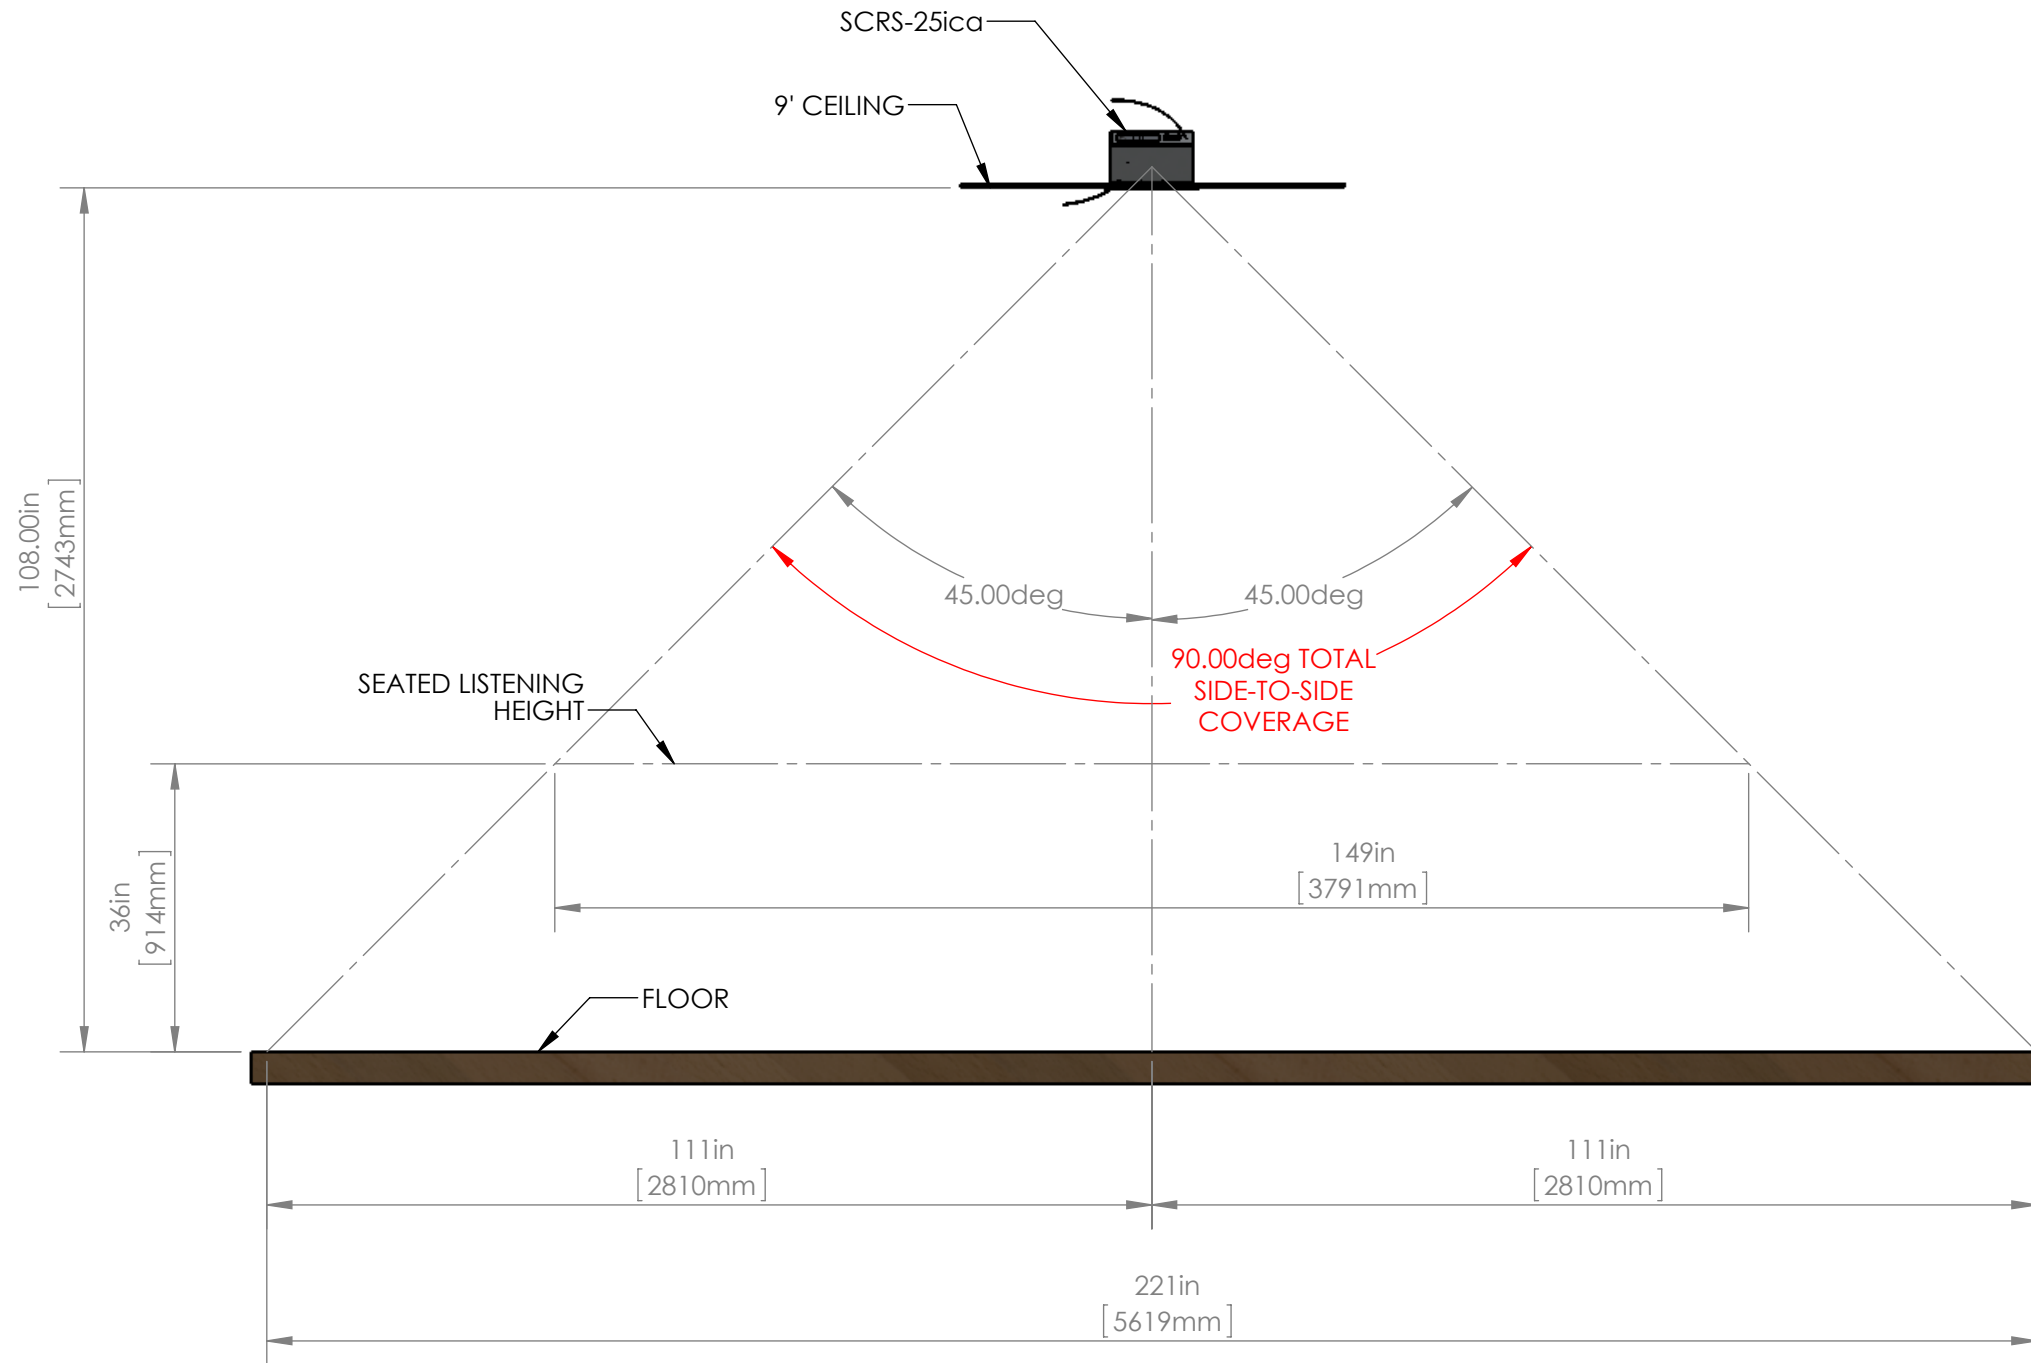 SCRS-25ica
9' CEILING
108.00in
[2743mm]
45.00deg
45.00deg
90.00deg TOTAL
SIDE-TO-SIDE
COVERAGE
SEATED LISTENING
HEIGHT
36in
[914mm]
149in
[3791mm]
FLOOR
111in
[2810mm]
111in
[2810mm]
221in
[5619mm]